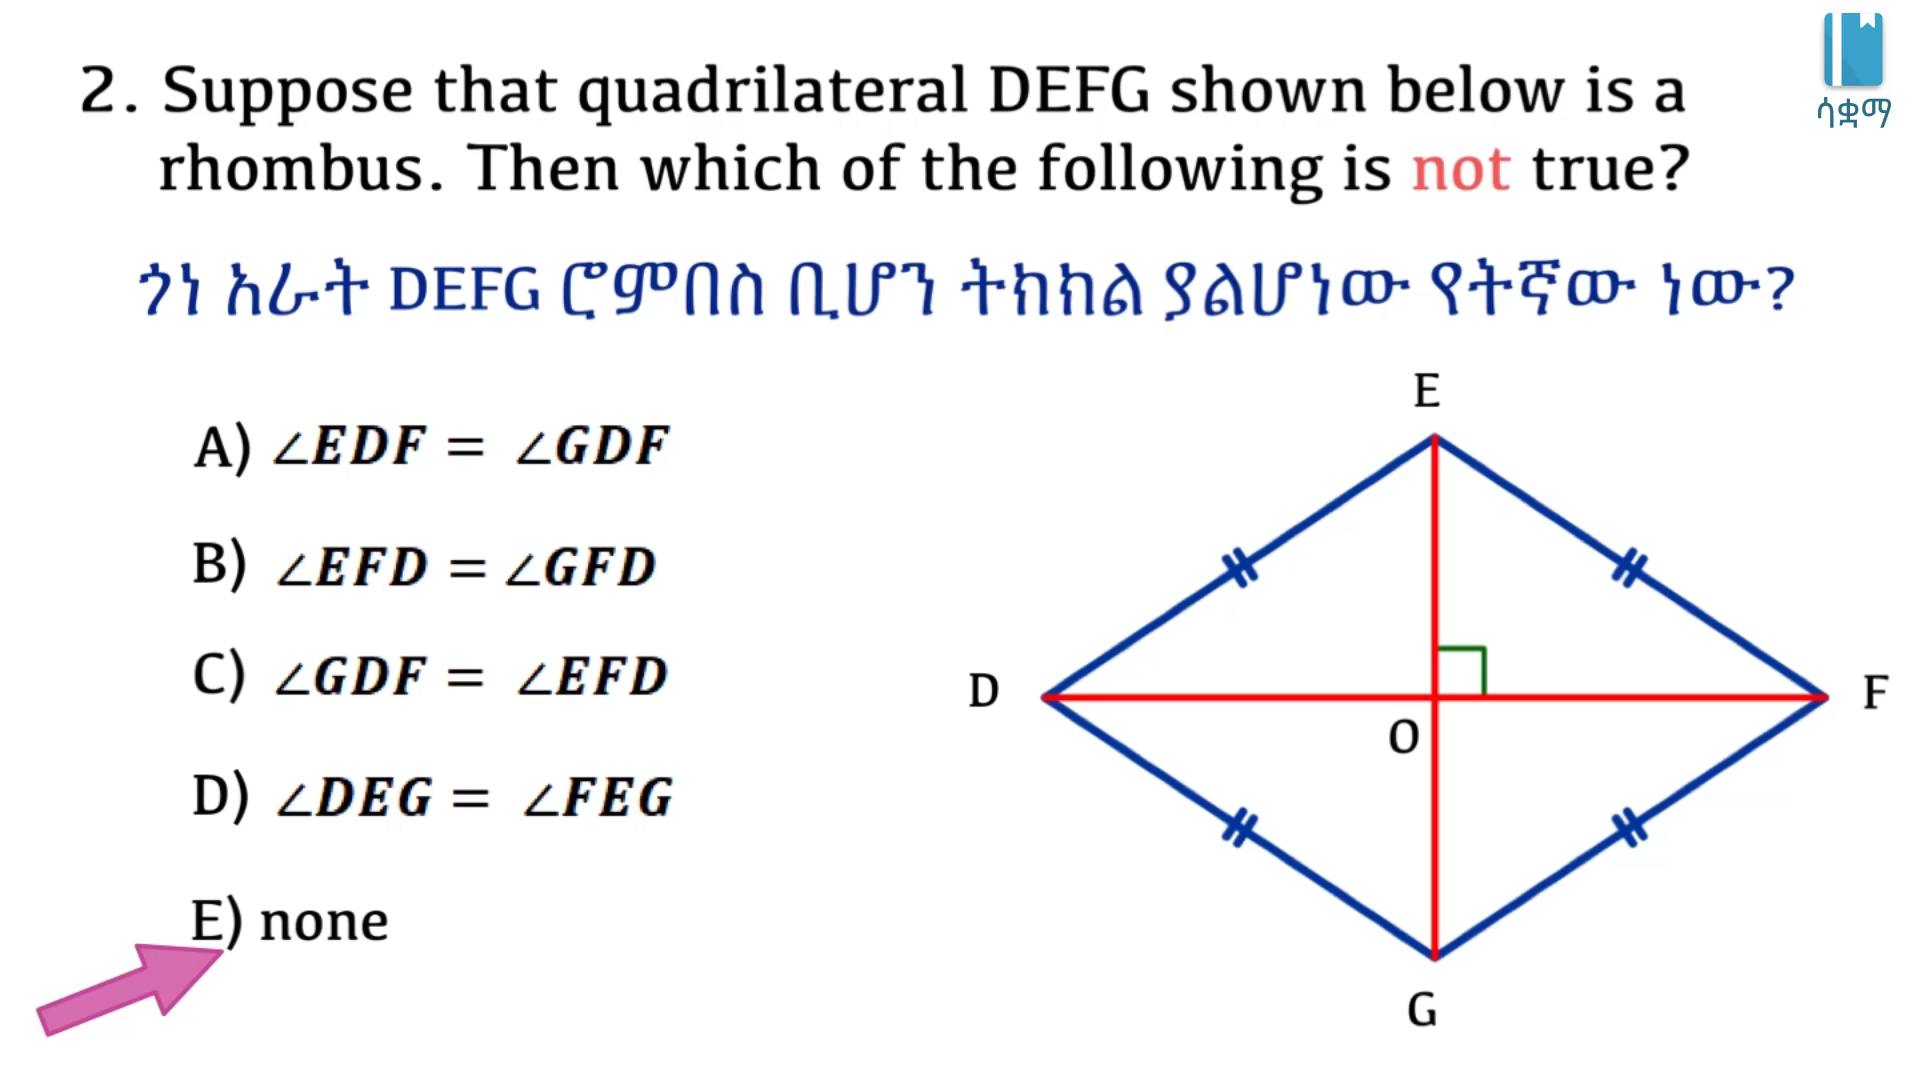 ሳቋማ
2. Suppose that quadrilateral DEFG shown below is a
rhombus. Then which of the following is not true?
ጎነ አራት DEFG ሮምበስ ቢሆን ትክክል ያልሆነው የትኛው ነው?
A) ∠EDF = ∠GDF
B) ∠EFD = ∠GFD
C) ∠GDF = ∠EFD
D) ∠DEG = ∠FEG
E) none
E
D
F
O
G